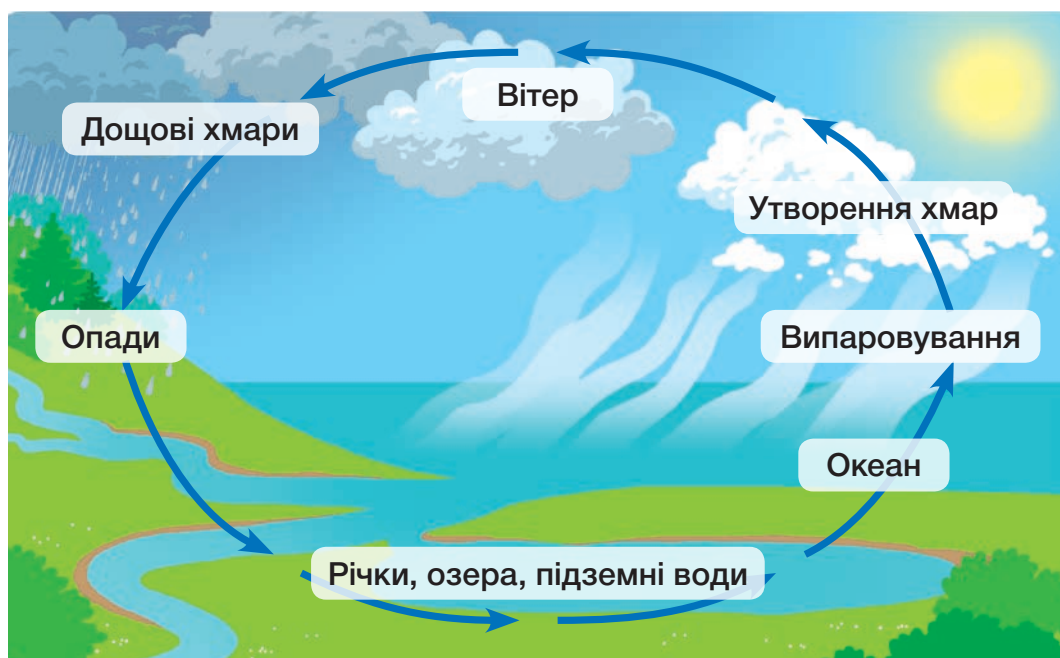 Вітер
Дощові хмари
Утворення хмар
Опади
Випаровування
Океан
Річки, озера, підземні води